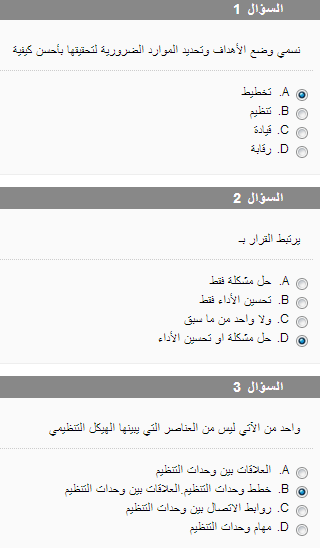 السؤال 1
نسمي وضع الأهداف وتحديد الموارد الضرورية لتحقيقها بأحسن كيفية
A. تخطيط
B. تنظيم
C. قيادة
D. رقابة
السؤال 2
يرتبط القرار بـ
A. حل مشكلة فقط
B. تحسين الأداء فقط
C. ولا واحد من ما سبق
D. حل مشكلة او تحسين الأداء
السؤال 3
واحد من الآتي ليس من العناصر التي يبينها الهيكل التنظيمي
A. العلاقات بين وحدات التنظيم
B. خطط وحدات التنظيم.العلاقات بين وحدات التنظيم
C. روابط الاتصال بين وحدات التنظيم
D. مهام وحدات التنظيم